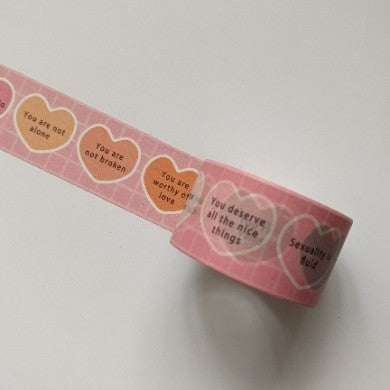 You are not
alone
You are
not broken
You are
worthy of
love
You deserve
all the nice
things
Sexuality is
fluid